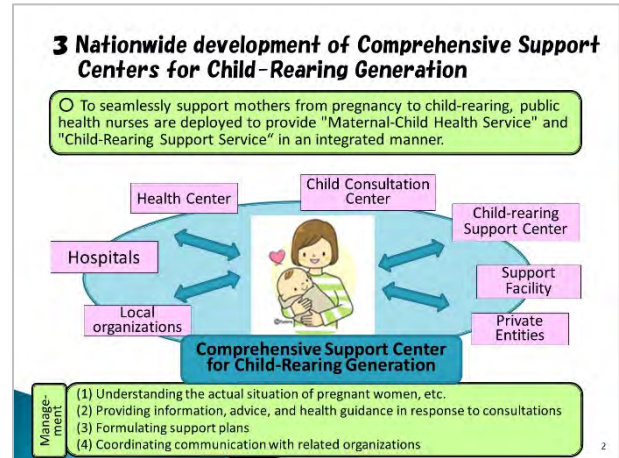 3 Nationwide development of Comprehensive Support
Centers for Child-Rearing Generation
○ To seamlessly support mothers from pregnancy to child-rearing, public
health nurses are deployed to provide "Maternal-Child Health Service" and
"Child-Rearing Support Service“ in an integrated manner.
Health Center
Child Consultation
Center
Child-rearing
Support Center
Hospitals
Support
Facility
Local
organizations
Private
Entities
Comprehensive Support Center
for Child-Rearing Generation
Manage-
ment
(1) Understanding the actual situation of pregnant women, etc.
(2) Providing information, advice, and health guidance in response to consultations
(3) Formulating support plans
(4) Coordinating communication with related organizations
2